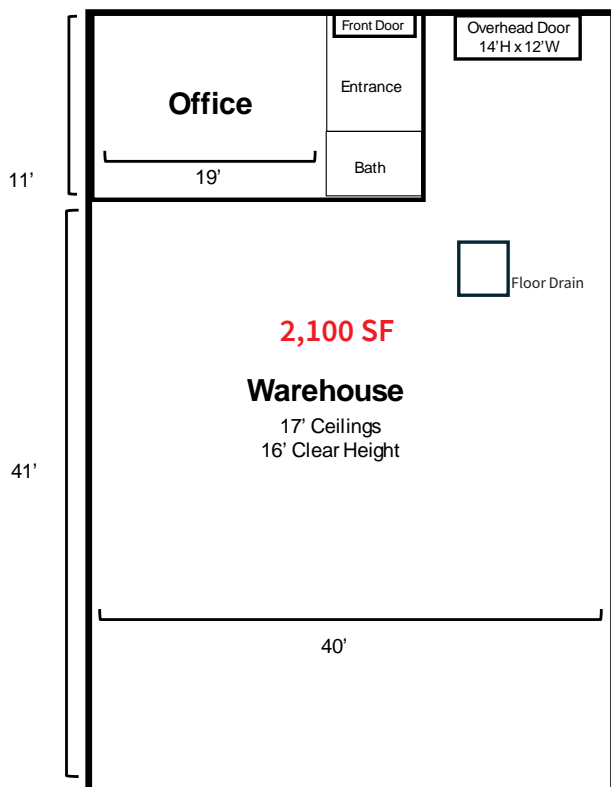 Front Door
Overhead Door
14’H x 12’W
Office
Entrance
Bath
19’
11’
Floor Drain
2,100 SF
Warehouse
17’ Ceilings
16’ Clear Height
41’
40’